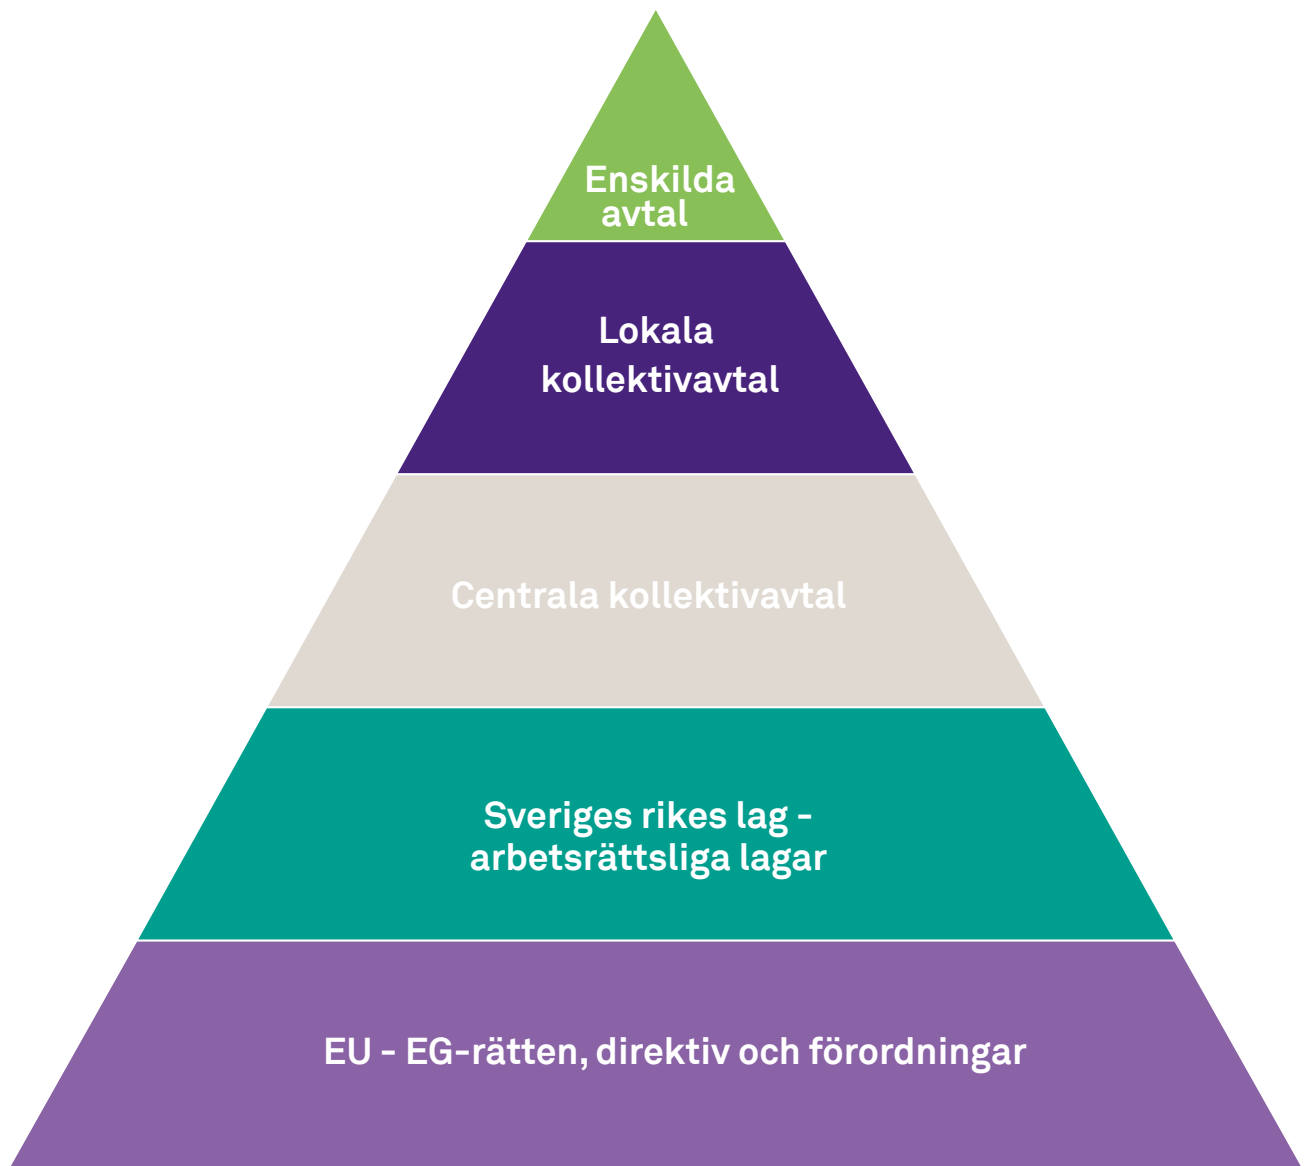 Enskilda
avtal
Lokala
kollektivavtal
Centrala kollektivavtal
Sveriges rikes lag -
arbetsrättsliga lagar
EU - EG-rätten, direktiv och förordningar